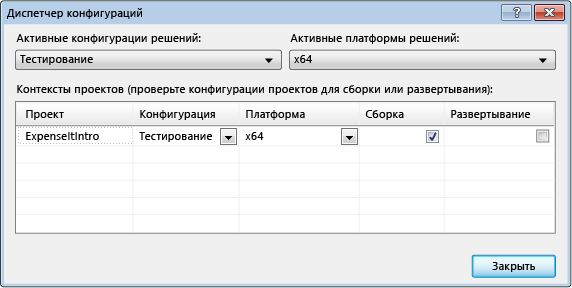 Диспетчер конфигураций
Активные конфигурации решений: Активные платформы решений:
Тестирование x64
Контексты проектов (проверьте конфигурации проектов для сборки или развертывания):
Проект Конфигурация Платформа Сборка Развертывание
ExpenseItIntro Тестирование x64
Закрыть